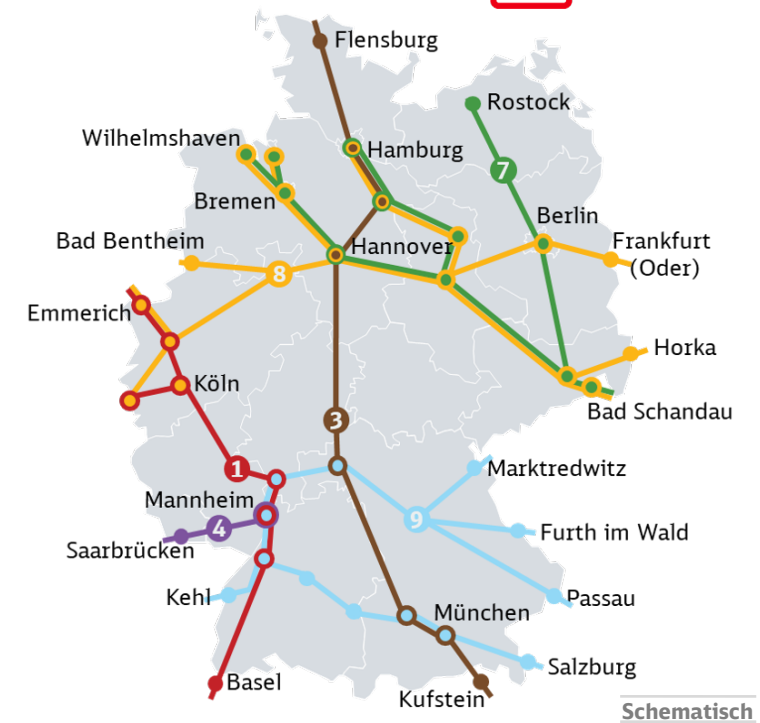 Flensburg
Rostock
Wilhelmshaven
Hamburg
7
Bremen
Berlin
Bad Bentheim
Hannover
Frankfurt
(Oder)
8
Emmerich
Horka
Köln
Bad Schandau
3
1
Marktredwitz
Mannheim
9
4
Furth im Wald
Saarbrücken
Kehl
Passau
München
Salzburg
Basel
Kufstein
Schematisch